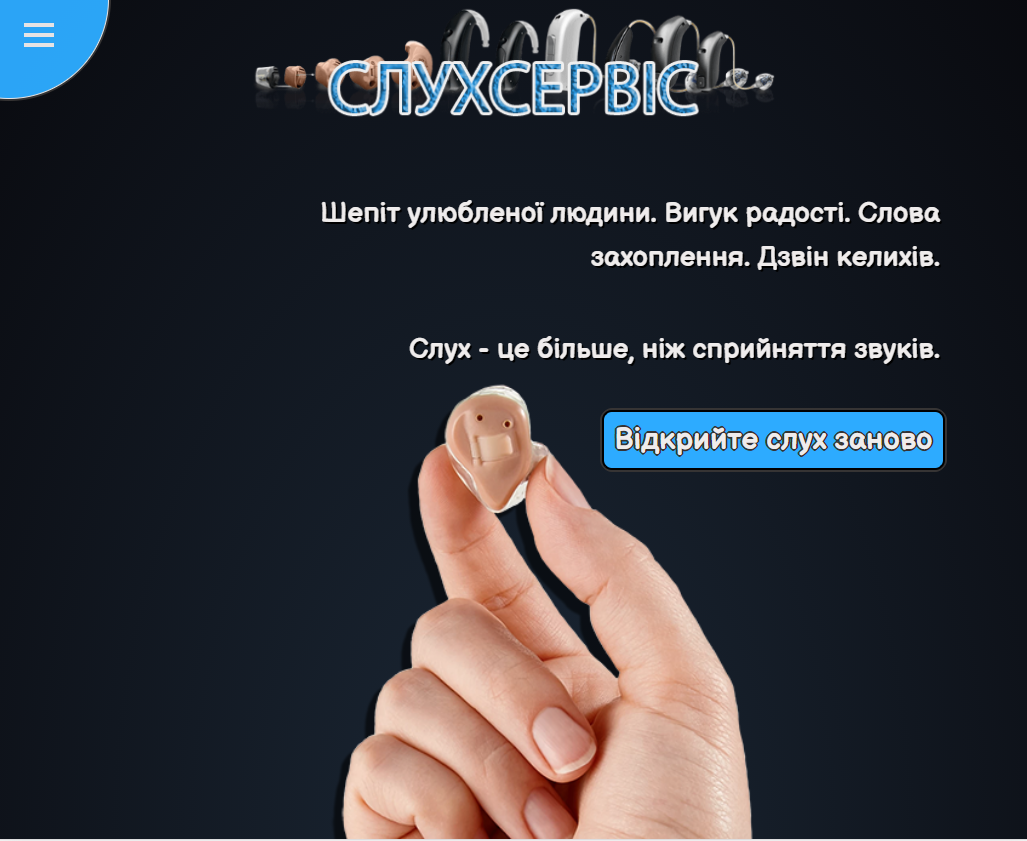 СЛУХСЕРВІС
Шепіт улюбленої людини. Вигук радості. Слова
захоплення. Дзвін келихів.
Слух - це більше, ніж сприйняття звуків.
Відкрийте слух заново